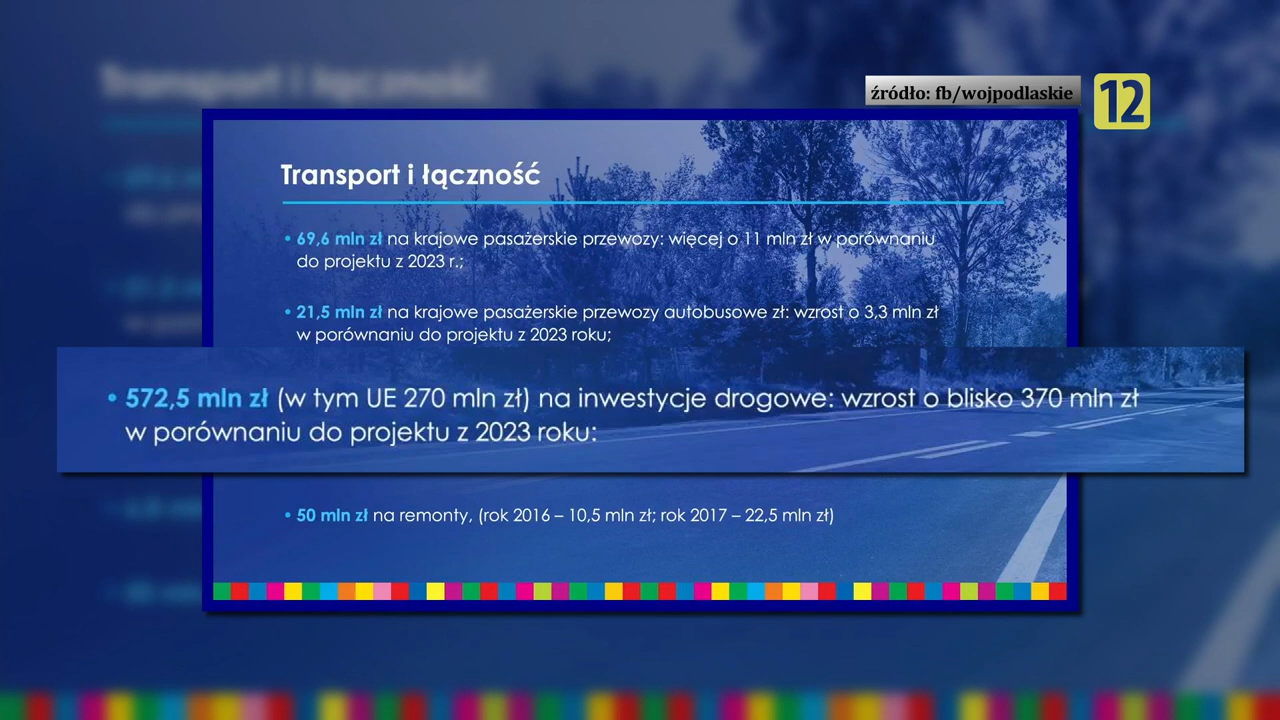 źródło: fb/wojpodlaskie
12
Transport i łączność
• 69,6 mln zł na krajowe pasażerskie przewozy: więcej o 11 mln zł w porównaniu
do projektu z 2023 r.;
• 21,5 mln zł na krajowe pasażerskie przewozy autobusowe zł: wzrost o 3,3 mln zł
w porównaniu do projektu z 2023 roku;
• 572,5 mln zł (w tym UE 270 mln zł) na inwestycje drogowe: wzrost o blisko 370 mln zł
w porównaniu do projektu z 2023 roku:
• 50 mln zł na remonty, (rok 2016 – 10,5 mln zł; rok 2017 – 22,5 mln zł)